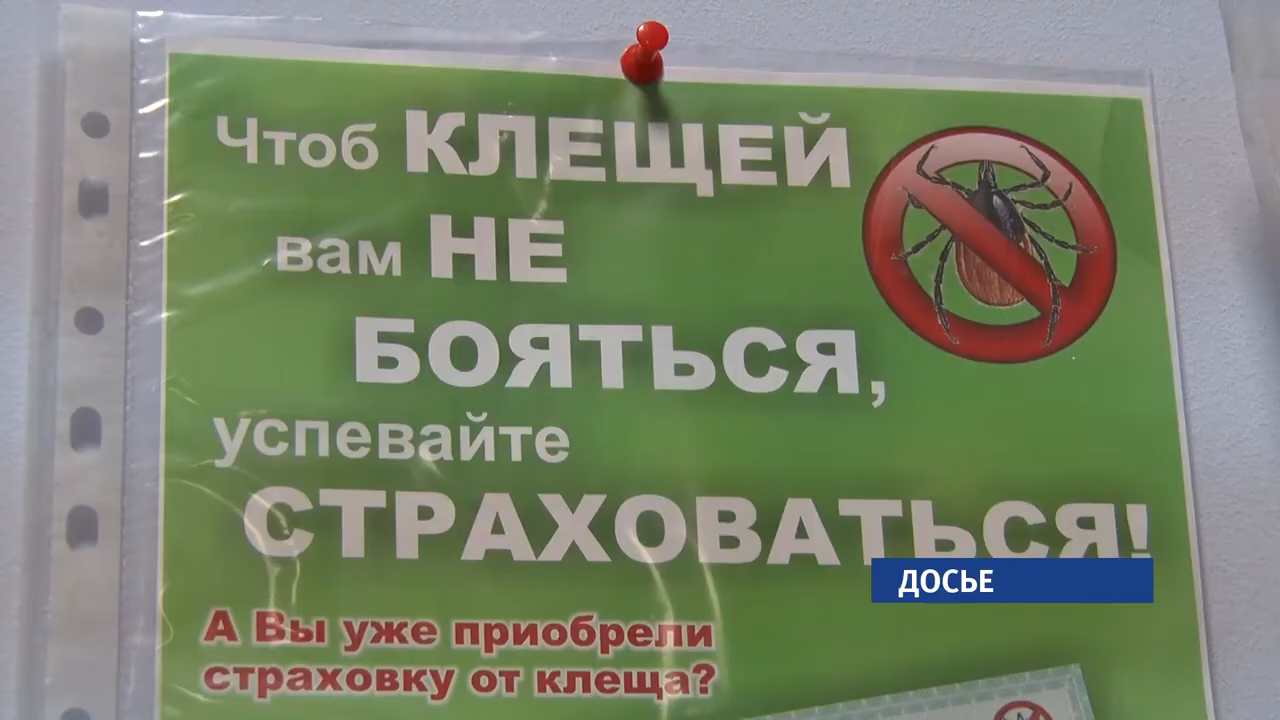 Чтоб КЛЕЩЕЙ
вам НЕ
БОЯТЬСЯ,
успевайте
СТРАХОВАТЬСЯ!
ДОСЬЕ
А Вы уже приобрели
страховку от клеща?